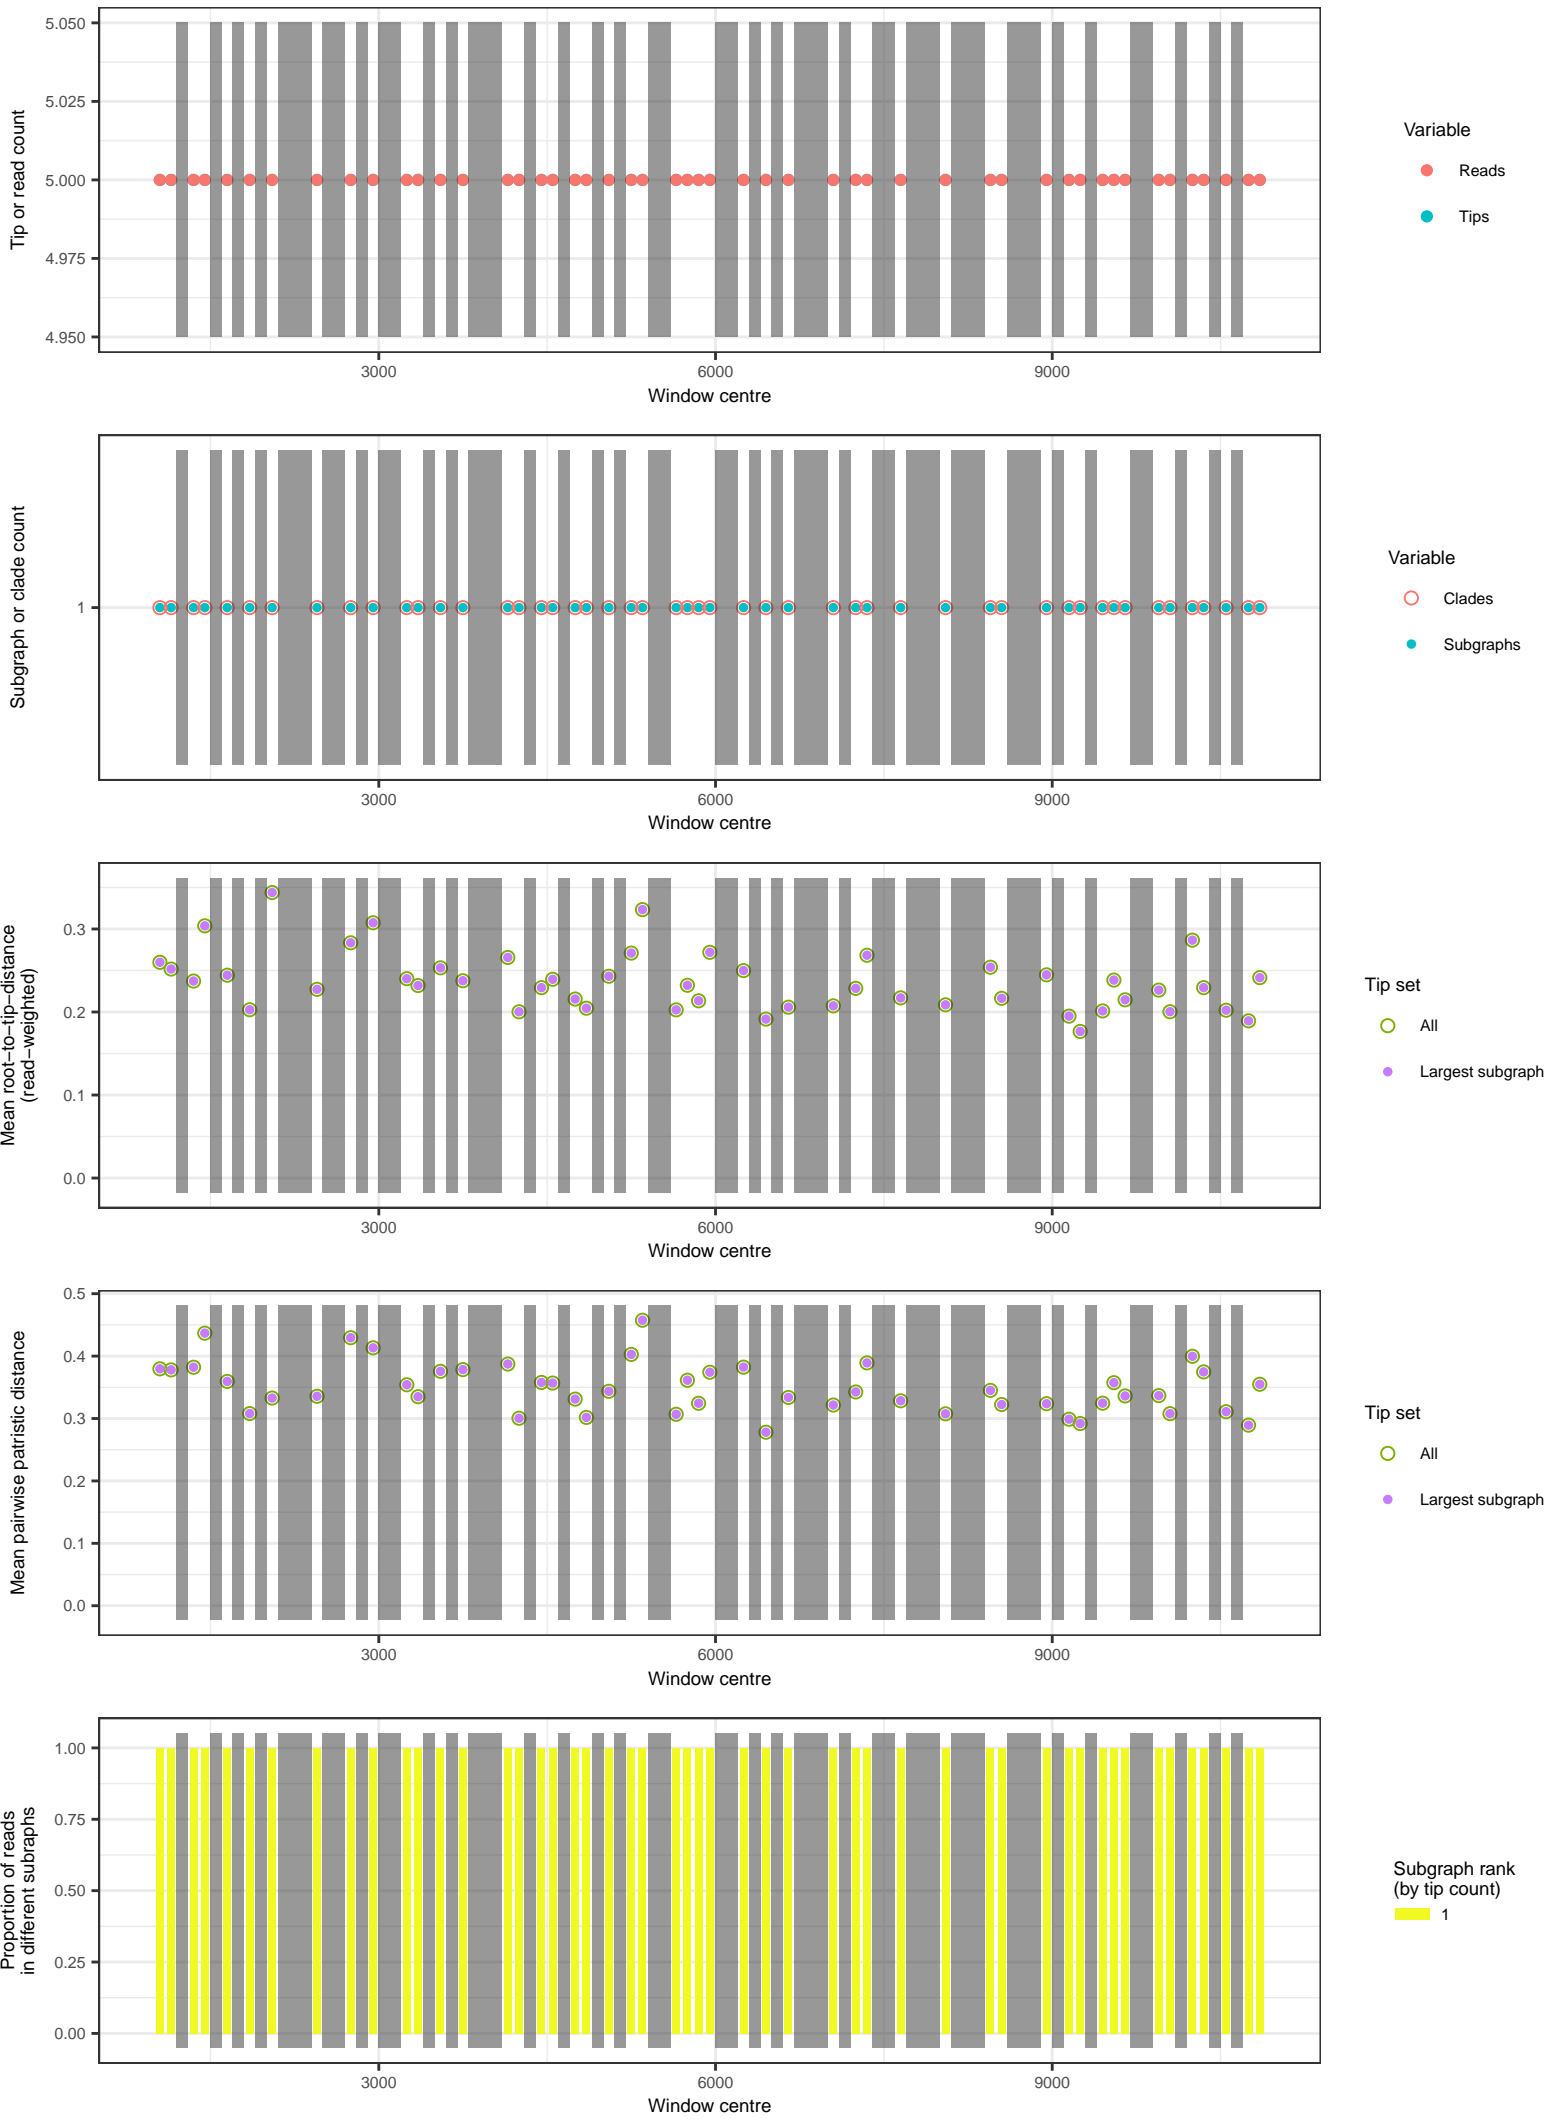 5.050
5.025
5.000
4.975
4.950
Tip or read count
3000
6000
9000
Window centre
Variable
Reads
Tips
1
Subgraph or clade count
3000
6000
9000
Window centre
Variable
Clades
Subgraphs
0.3
0.2
0.1
0.0
Mean root−to−tip−distance
(read−weighted)
3000
6000
9000
Window centre
Tip set
All
Largest subgraph
0.5
0.4
0.3
0.2
0.1
0.0
Mean pairwise patristic distance
3000
6000
9000
Window centre
Tip set
All
Largest subgraph
1.00
0.75
0.50
0.25
0.00
Proportion of reads
in different subraphs
3000
6000
9000
Window centre
Subgraph rank
(by tip count)
1